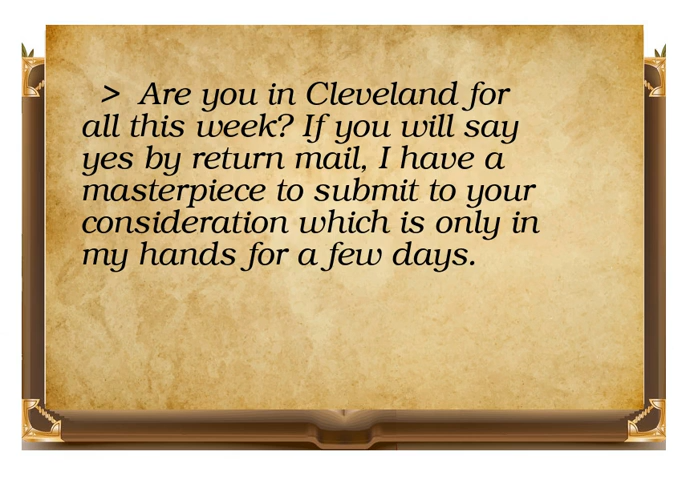 > Are you in Cleveland for
all this week? If you will say
yes by return mail, I have a
masterpiece to submit to your
consideration which is only in
my hands for a few days.